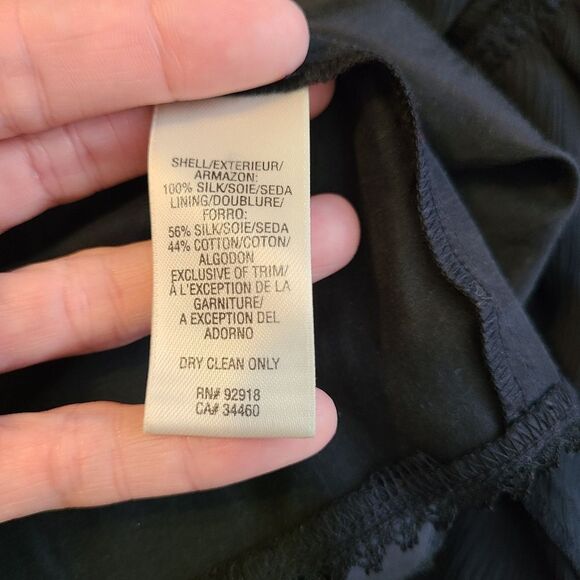 SHELL/EXTERIEUR/
ARMAZON:
100% SILK/SOIE/SEDA
LINING/DOUBLURE/
FORRO:
56% SILK/SOIE/SEDA
44% COTTON/COTON/
ALGODON
EXCLUSIVE OF TRIM/
À L'EXCEPTION DE LA
GARNITURE/
A EXCEPTION DEL
ADORNO
DRY CLEAN ONLY
RN# 92918
CA# 34460